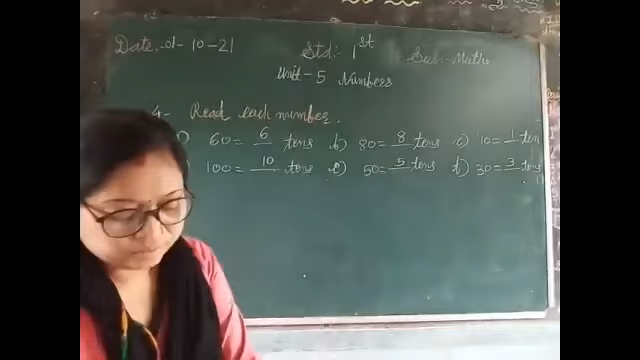 Date:-01-10-21 Std:- 1st Sub:- Maths
Unit-5 Numbers
4- Read each number.
60= 6 tens b) 80= 8 tens c) 10= 1 ten
100= 10 tens e) 50= 5 tens f) 30= 3 tens